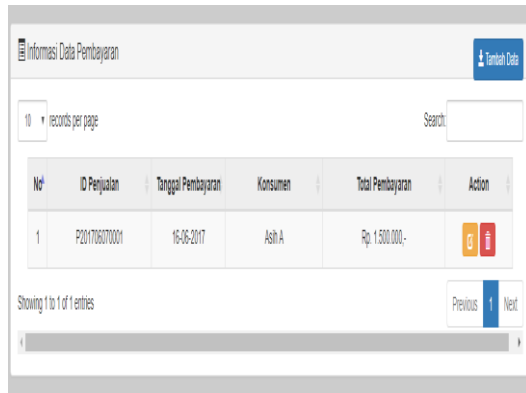 Informasi Data Pembayaran
Tambah Data
10 records per page Search:
No ID Penjualan Tanggal Pembayaran Konsumen Total Pembayaran Action
1 P201706070001 16-06-2017 Asih A Rp. 1.500.000,-
Showing 1 to 1 of 1 entries
Previous 1 Next